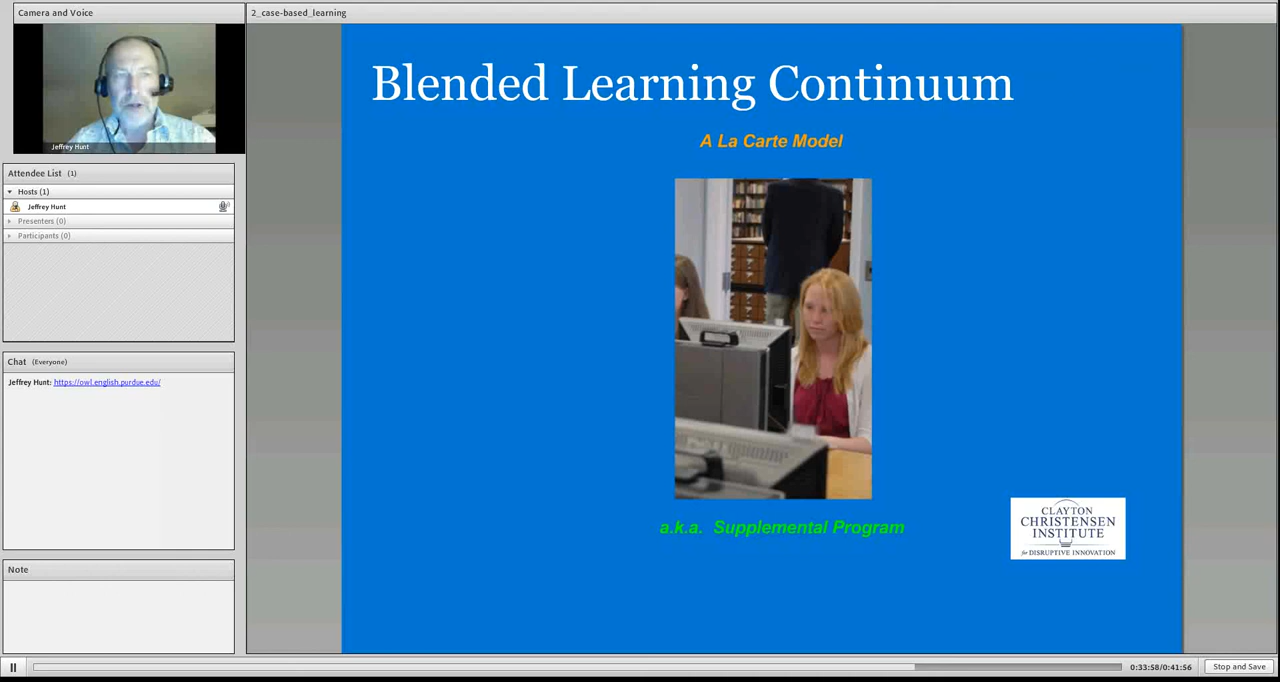 Camera and Voice
Jeffrey Hunt
Attendee List (1)
Hosts (1)
Jeffrey Hunt
Presenters (0)
Participants (0)
Chat (Everyone)
Jeffrey Hunt: https://owl.english.purdue.edu/
Note
2_case-based_learning
Blended Learning Continuum
A La Carte Model
a.k.a. Supplemental Program
CLAYTON
CHRISTENSEN
INSTITUTE
for DISRUPTIVE INNOVATION
0:33:58/0:41:56
Stop and Save